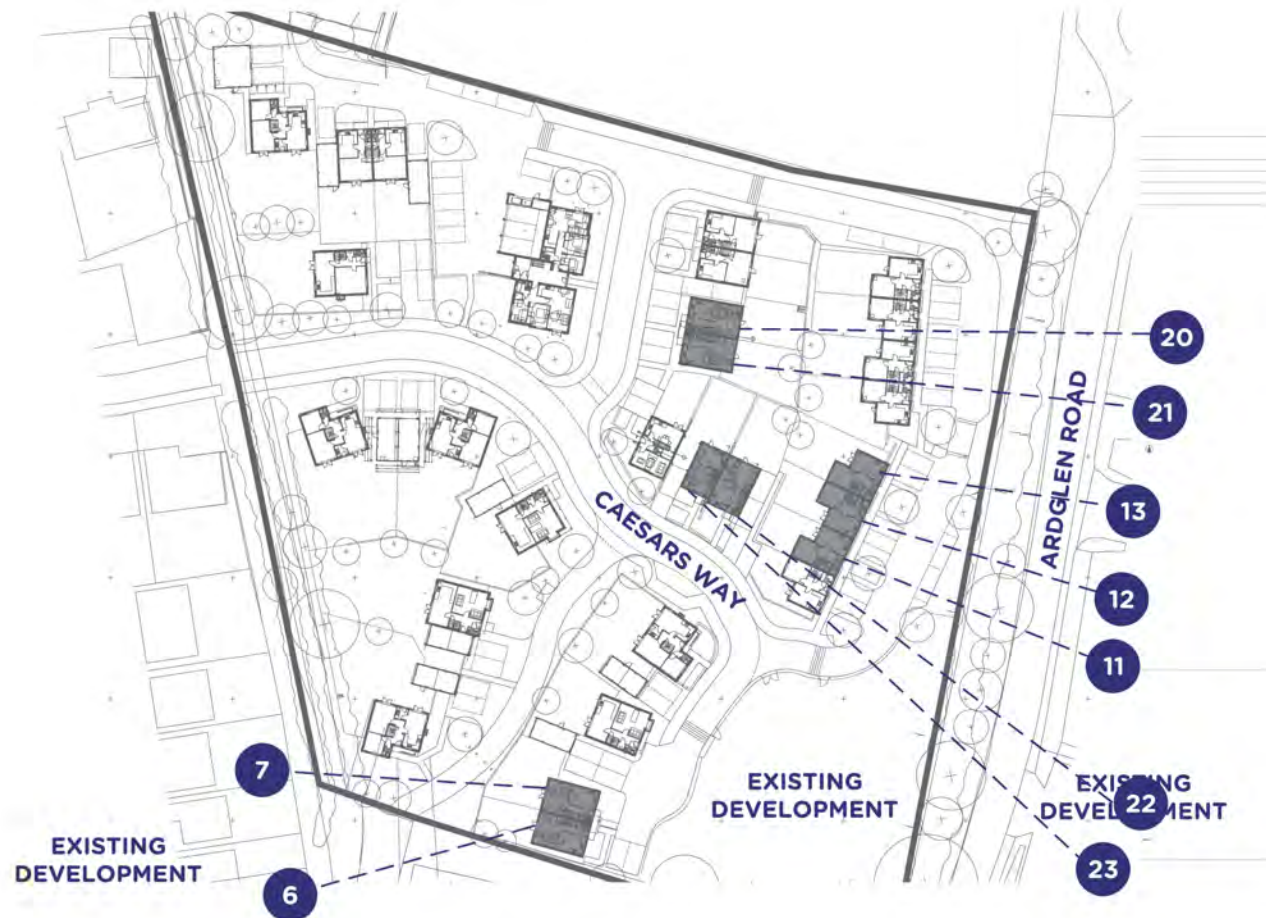 20
21
13
12
11
22
23
7
6
CAESARS WAY
ARDGLEN ROAD
EXISTING
DEVELOPMENT
EXISTING
DEVELOPMENT
EXISTING
DEVELOPMENT